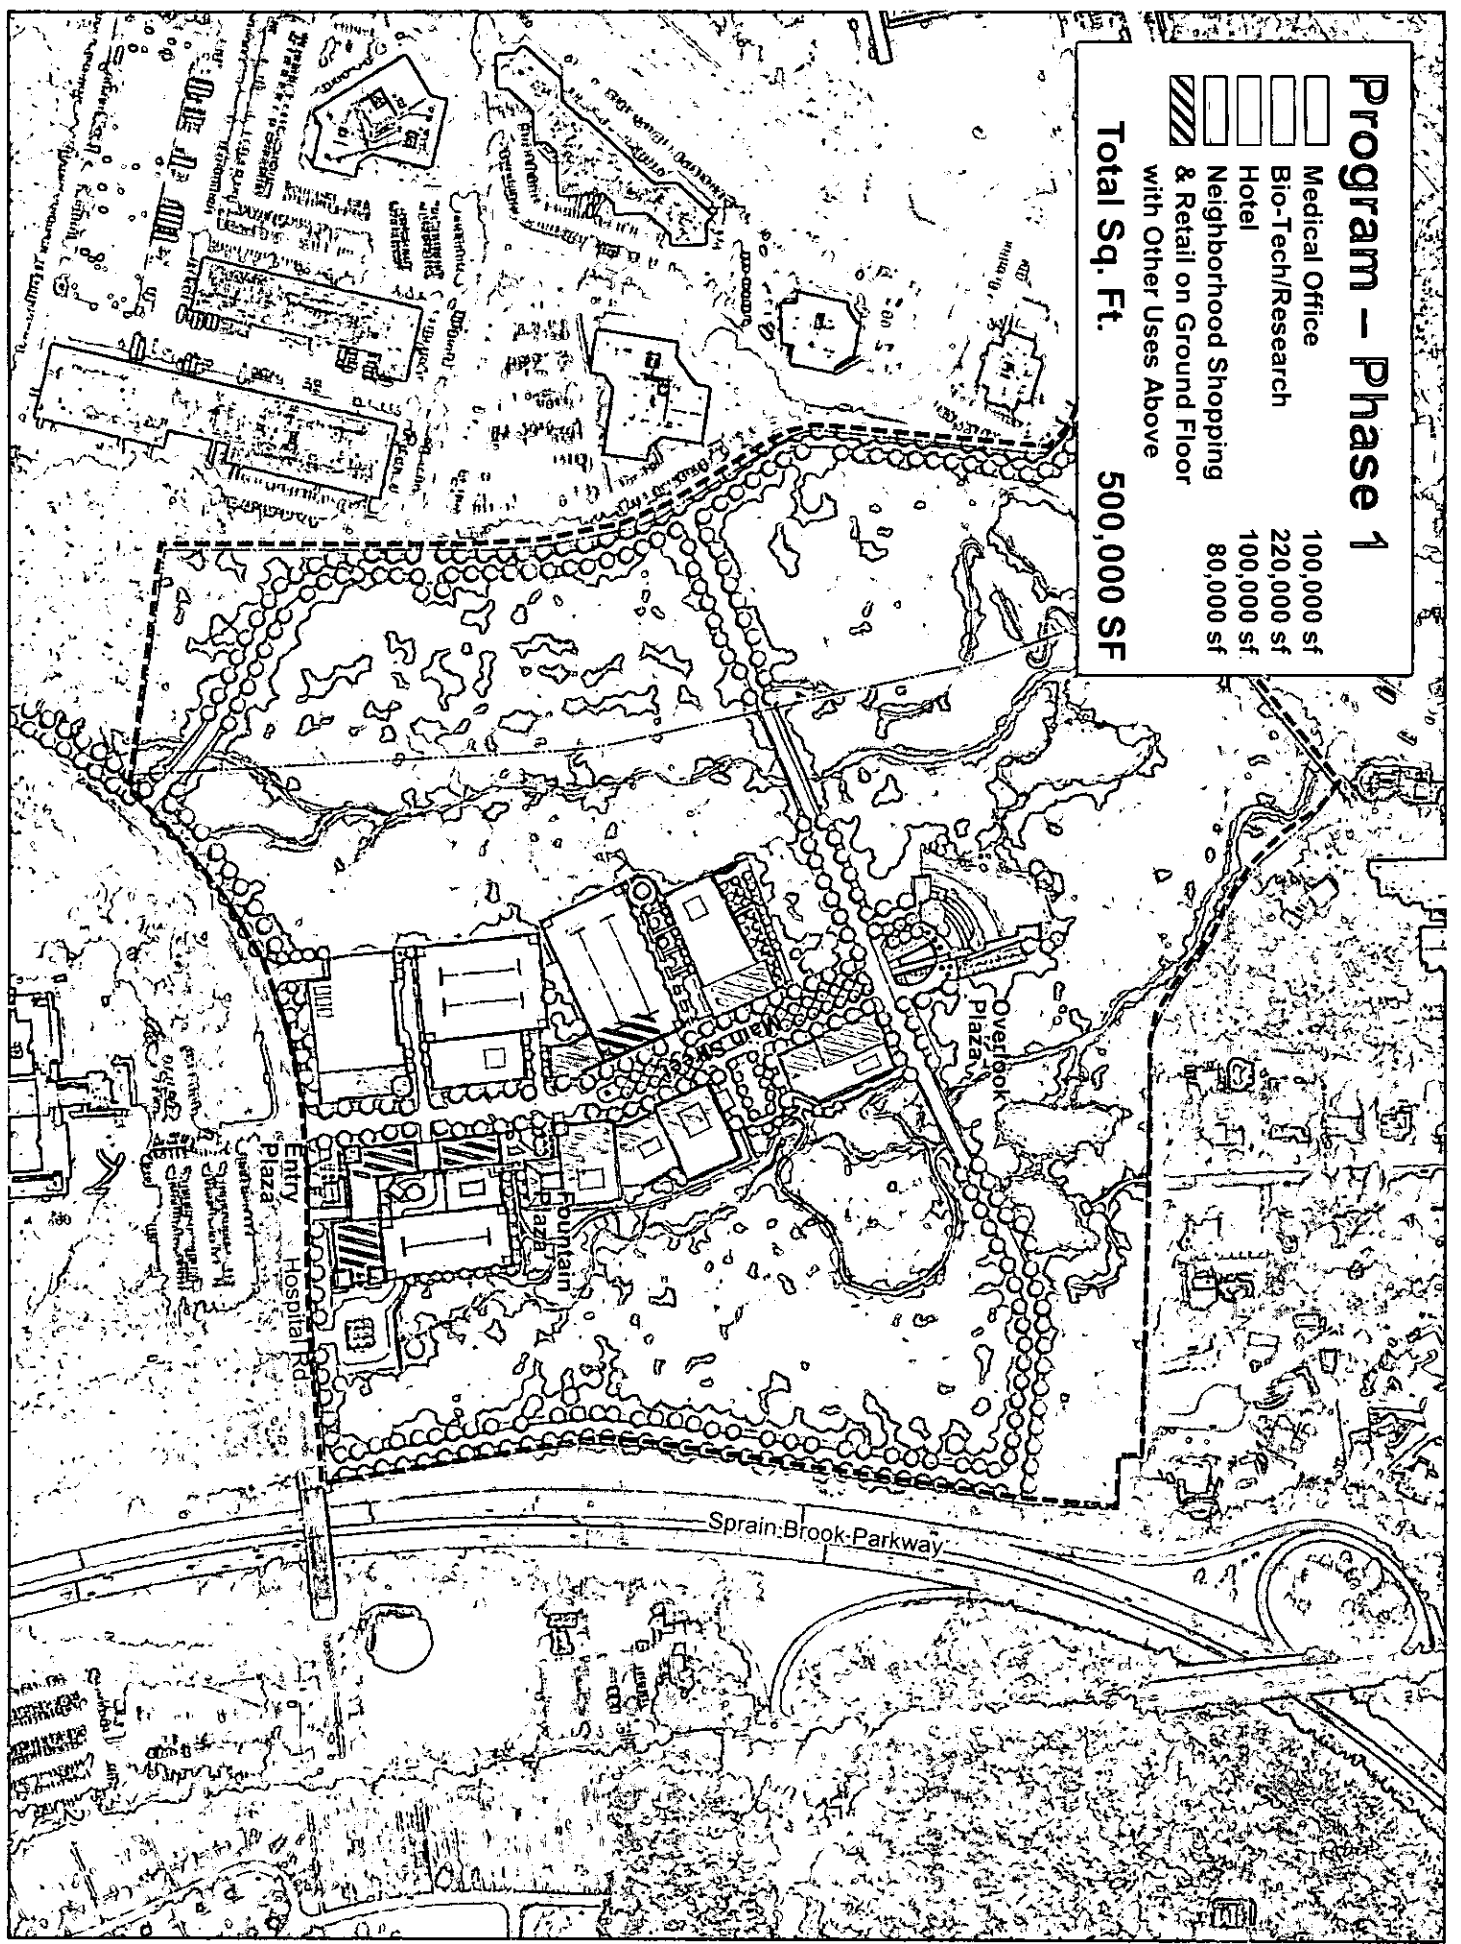 Program – Phase 1
Medical Office 100,000 sf
Bio-Tech/Research 220,000 sf
Hotel 100,000 sf
Neighborhood Shopping 80,000 sf
& Retail on Ground Floor
with Other Uses Above
Total Sq. Ft. 500,000 SF
Overlook
Plaza
Main Street
Fountain
Plaza
Entry
Plaza
Hospital Rd.
Sprain Brook Parkway